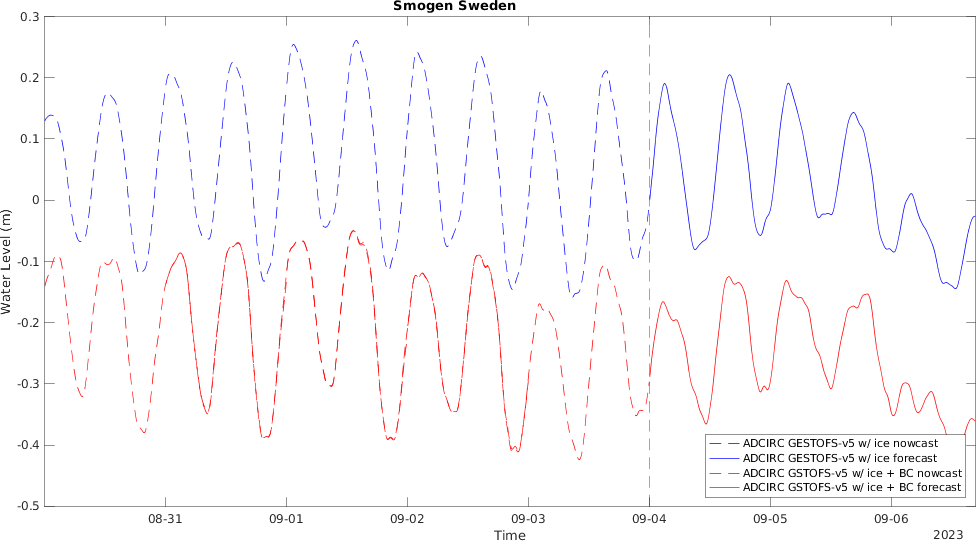 Smogen Sweden
0.3
0.2
0.1
0
-0.1
-0.2
-0.3
-0.4
-0.5
Water Level (m)
08-31 09-01 09-02 09-03 09-04 09-05 09-06
Time
2023
ADCIRC GESTOFS-v5 w/ ice nowcast
ADCIRC GESTOFS-v5 w/ ice forecast
ADCIRC GSTOFS-v5 w/ ice + BC nowcast
ADCIRC GSTOFS-v5 w/ ice + BC forecast